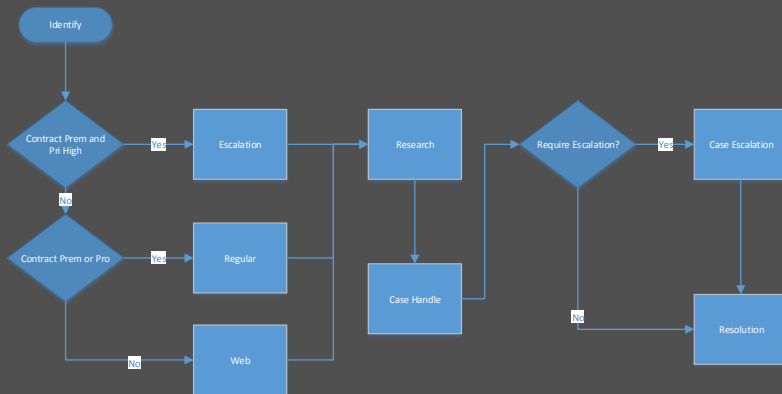 Identify
Contract Prem and
Pri High
Yes
Escalation
Research
Require Escalation?
Yes
Case Escalation
No
Contract Prem or Pro
Yes
Regular
Case Handle
No
Resolution
No
Web